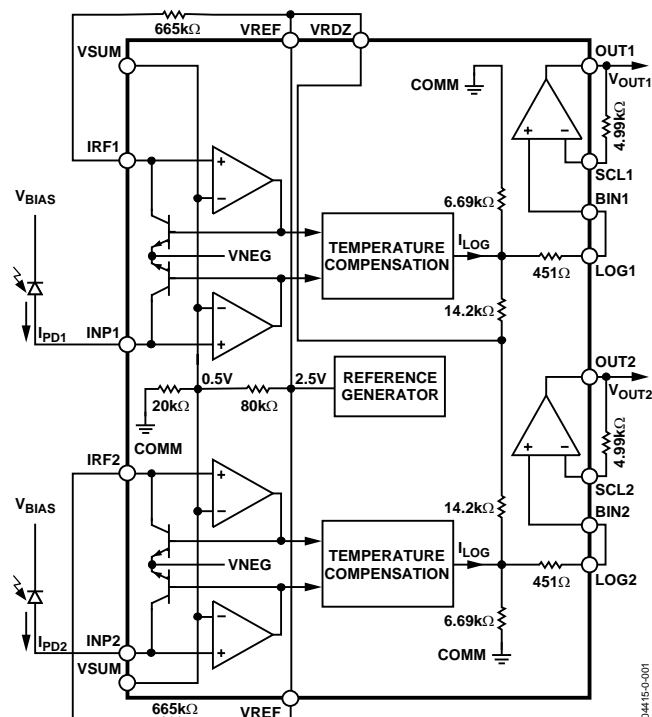 665kΩ VREF VRDZ
VSUM
OUT1
VOUT1
COMM
4.99kΩ
IRF1
SCL1
6.69kΩ
BIN1
VBIAS
TEMPERATURE
COMPENSATION
ILOG
VNEG
451Ω LOG1
14.2kΩ
IPD1 INP1
OUT2
0.5V 2.5V
REFERENCE
GENERATOR
VOUT2
20kΩ 80kΩ
COMM
4.99kΩ
IRF2
SCL2
VBIAS
14.2kΩ
BIN2
TEMPERATURE
COMPENSATION
ILOG
VNEG
451Ω LOG2
6.69kΩ
IPD2 INP2
COMM
VSUM
665kΩ VREF
04415-0-001